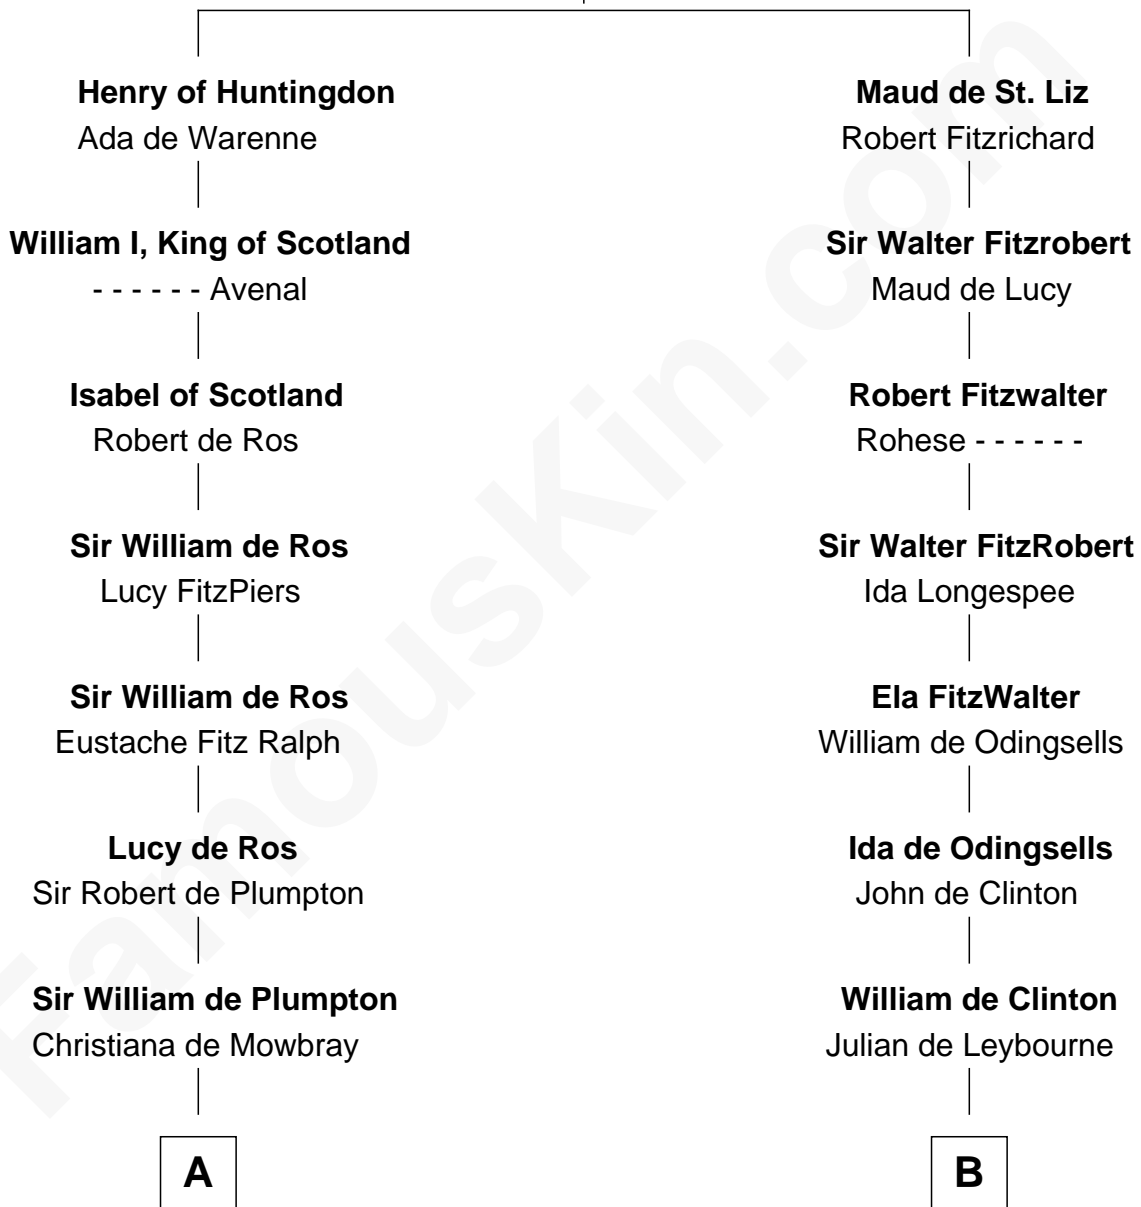 Henry of Huntingdon
Ada de Warenne
Maud de St. Liz
Robert Fitzrichard
William I, King of Scotland
- - - - - - Avenal
Sir Walter Fitzrobert
Maud de Lucy
Isabel of Scotland
Robert de Ros
Robert Fitzwalter
Rohese - - - - - -
Sir William de Ros
Lucy FitzPiers
Sir Walter FitzRobert
Ida Longespee
Sir William de Ros
Eustache Fitz Ralph
Ela FitzWalter
William de Odingsells
Lucy de Ros
Sir Robert de Plumpton
Ida de Odingsells
John de Clinton
Sir William de Plumpton
Christiana de Mowbray
William de Clinton
Julian de Leybourne
A
B
FamousKin.com